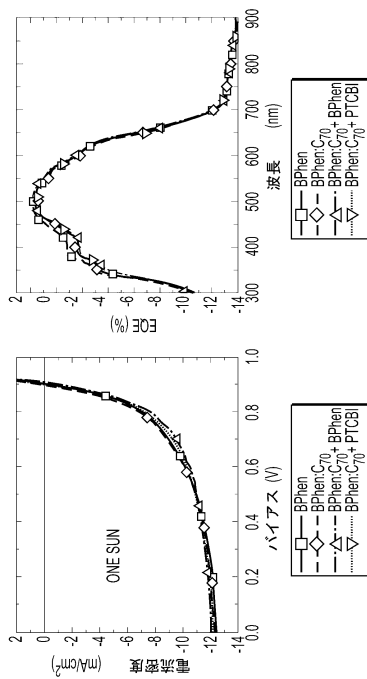 電流密度
(mA/cm²)
2
0
-2
-4
-6
-8
-10
-12
-14
ONE SUN
0.0 0.2 0.4 0.6 0.8 1.0
バイアス (V)
BPhen
BPhen:C70
BPhen:C70+ BPhen
BPhen:C70+ PTCBI
EQE (%)
2
0
-2
-4
-6
-8
-10
-12
-14
300 400 500 600 700 800 900
波長
(nm)
BPhen
BPhen:C70
BPhen:C70+ BPhen
BPhen:C70+ PTCBI